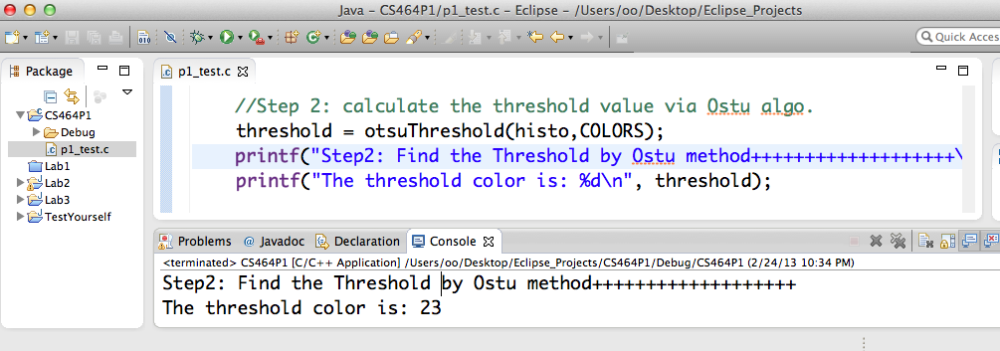 Java – CS464P1/p1_test.c – Eclipse – /Users/oo/Desktop/Eclipse_Projects
010
Quick Acces
Package
CS464P1
Debug
p1_test.c
Lab1
Lab2
Lab3
TestYourself
p1_test.c
//Step 2: calculate the threshold value via Ostu algo.
threshold = otsuThreshold(histo,COLORS);
printf("Step2: Find the Threshold by Ostu method+++++++++++++++++++\
printf("The threshold color is: %d\n", threshold);
Problems @ Javadoc Declaration Console
<terminated> CS464P1 [C/C++ Application] /Users/oo/Desktop/Eclipse_Projects/CS464P1/Debug/CS464P1 (2/24/13 10:34 PM)
Step2: Find the Threshold by Ostu method+++++++++++++++++++
The threshold color is: 23